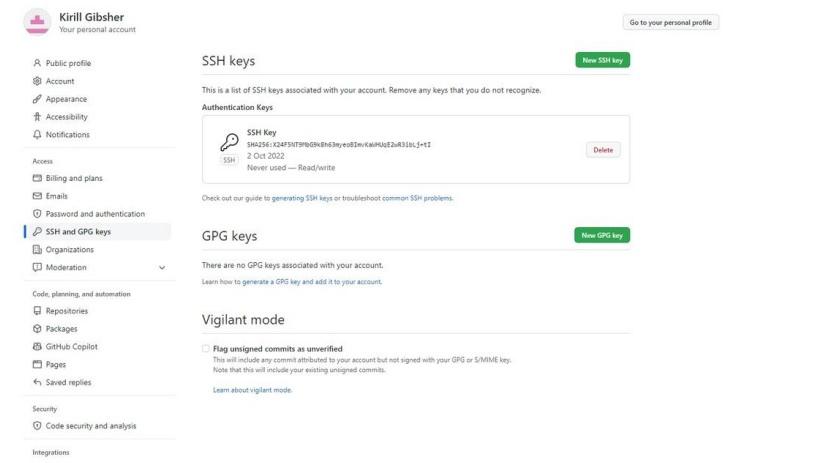 Kirill Gibsher
Your personal account
Go to your personal profile
Public profile
Account
Appearance
Accessibility
Notifications
Access
Billing and plans
Emails
Password and authentication
SSH and GPG keys
Organizations
Moderation
Code, planning, and automation
Repositories
Packages
GitHub Copilot
Pages
Saved replies
Security
Code security and analysis
Integrations
SSH keys
New SSH key
This is a list of SSH keys associated with your account. Remove any keys that you do not recognize.
Authentication Keys
SSH Key
SSH
2 Oct 2022
Never used — Read/write
Delete
Check out our guide to generating SSH keys or troubleshoot common SSH problems.
GPG keys
New GPG key
There are no GPG keys associated with your account.
Learn how to generate a GPG key and add it to your account.
Vigilant mode
Flag unsigned commits as unverified
This will include any commit attributed to your account but not signed with your GPG or S/MIME key.
Note that this will include your existing unsigned commits.
Learn about vigilant mode.